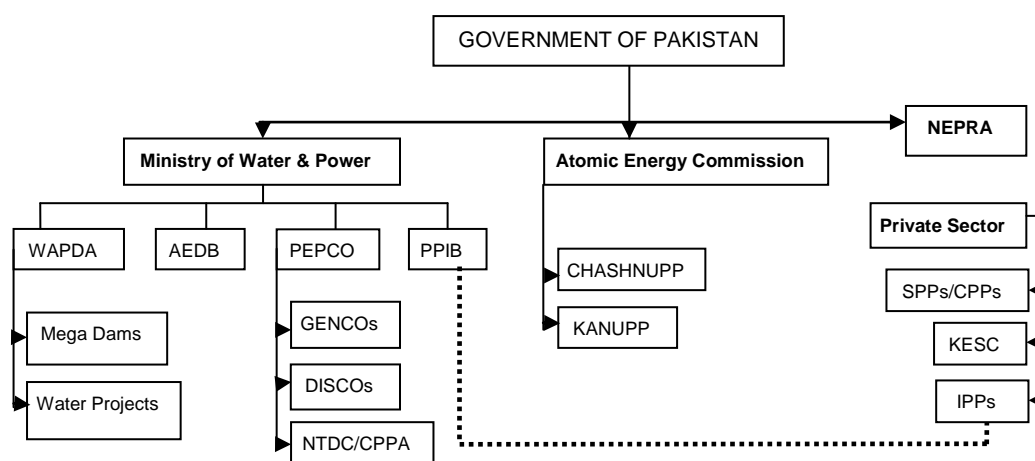 GOVERNMENT OF PAKISTAN
NEPRA
Ministry of Water & Power
Atomic Energy Commission
Private Sector
WAPDA
AEDB
PEPCO
PPIB
CHASHNUPP
SPPs/CPPs
GENCOs
KANUPP
Mega Dams
KESC
DISCOs
Water Projects
IPPs
NTDC/CPPA